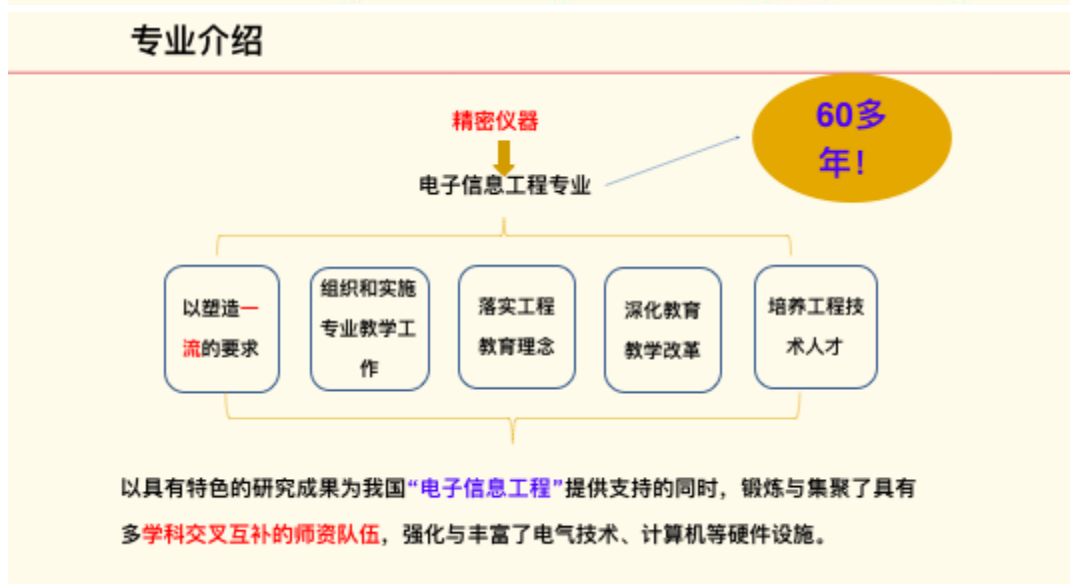 专业介绍
精密仪器
60多
年！
电子信息工程专业
以塑造一
流的要求
组织和实施
专业教学工
作
落实工程
教育理念
深化教育
教学改革
培养工程技
术人才
以具有特色的研究成果为我国“电子信息工程”提供支持的同时，锻炼与集聚了具有
多学科交叉互补的师资队伍，强化与丰富了电气技术、计算机等硬件设施。